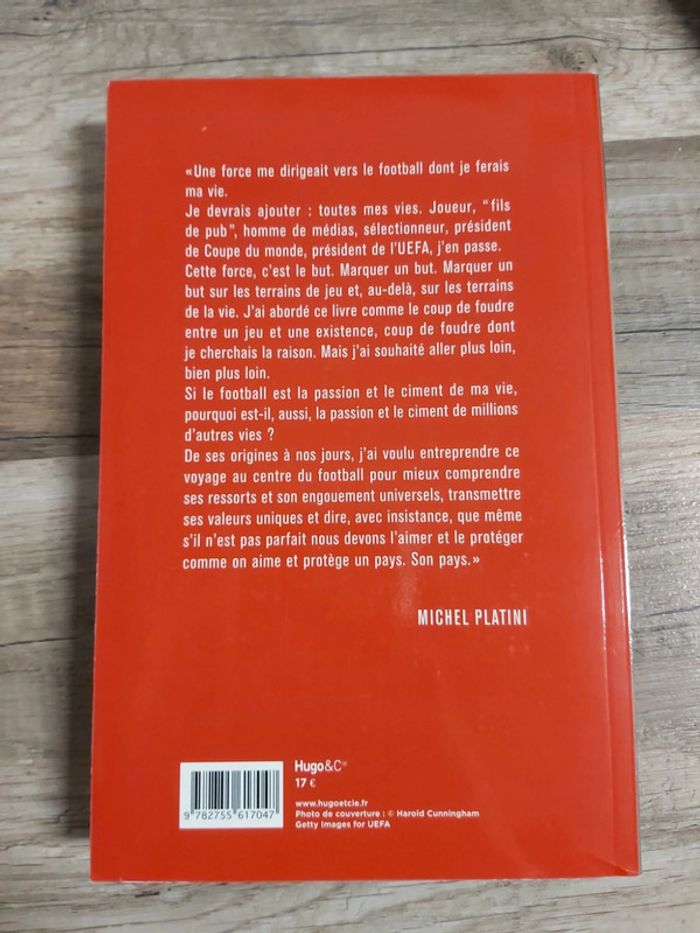 «Une force me dirigeait vers le football dont je ferais
ma vie.
Je devrais ajouter : toutes mes vies. Joueur, “fils
de pub”, homme de médias, sélectionneur, président
de Coupe du monde, président de l'UEFA, j'en passe.
Cette force, c'est le but. Marquer un but. Marquer un
but sur les terrains de jeu et, au-delà, sur les terrains
de la vie. J'ai abordé ce livre comme le coup de foudre
entre un jeu et une existence, coup de foudre dont
je cherchais la raison. Mais j'ai souhaité aller plus loin,
bien plus loin.
Si le football est la passion et le ciment de ma vie,
pourquoi est-il, aussi, la passion et le ciment de millions
d'autres vies ?
De ses origines à nos jours, j'ai voulu entreprendre ce
voyage au centre du football pour mieux comprendre
ses ressorts et son engouement universels, transmettre
ses valeurs uniques et dire, avec insistance, que même
s'il n'est pas parfait nous devons l'aimer et le protéger
comme on aime et protège un pays. Son pays.»
MICHEL PLATINI
Hugo&Cie
17 €
www.hugoetcie.fr
Photo de couverture : © Harold Cunningham
Getty Images for UEFA
9 782755 617047